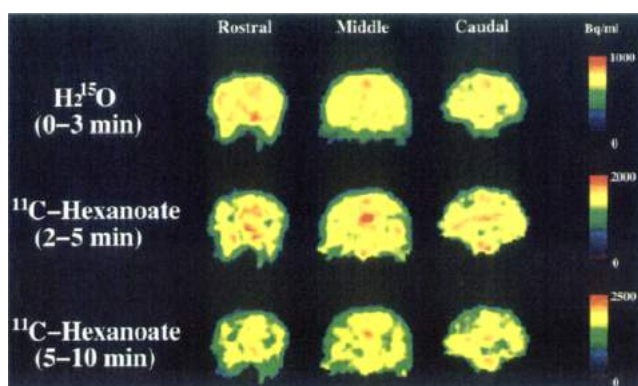 Rostral Middle Caudal Bq/ml
H₂¹⁵O
(0–3 min)
1000
0
¹¹C–Hexanoate
(2–5 min)
2000
0
¹¹C–Hexanoate
(5–10 min)
2500
0